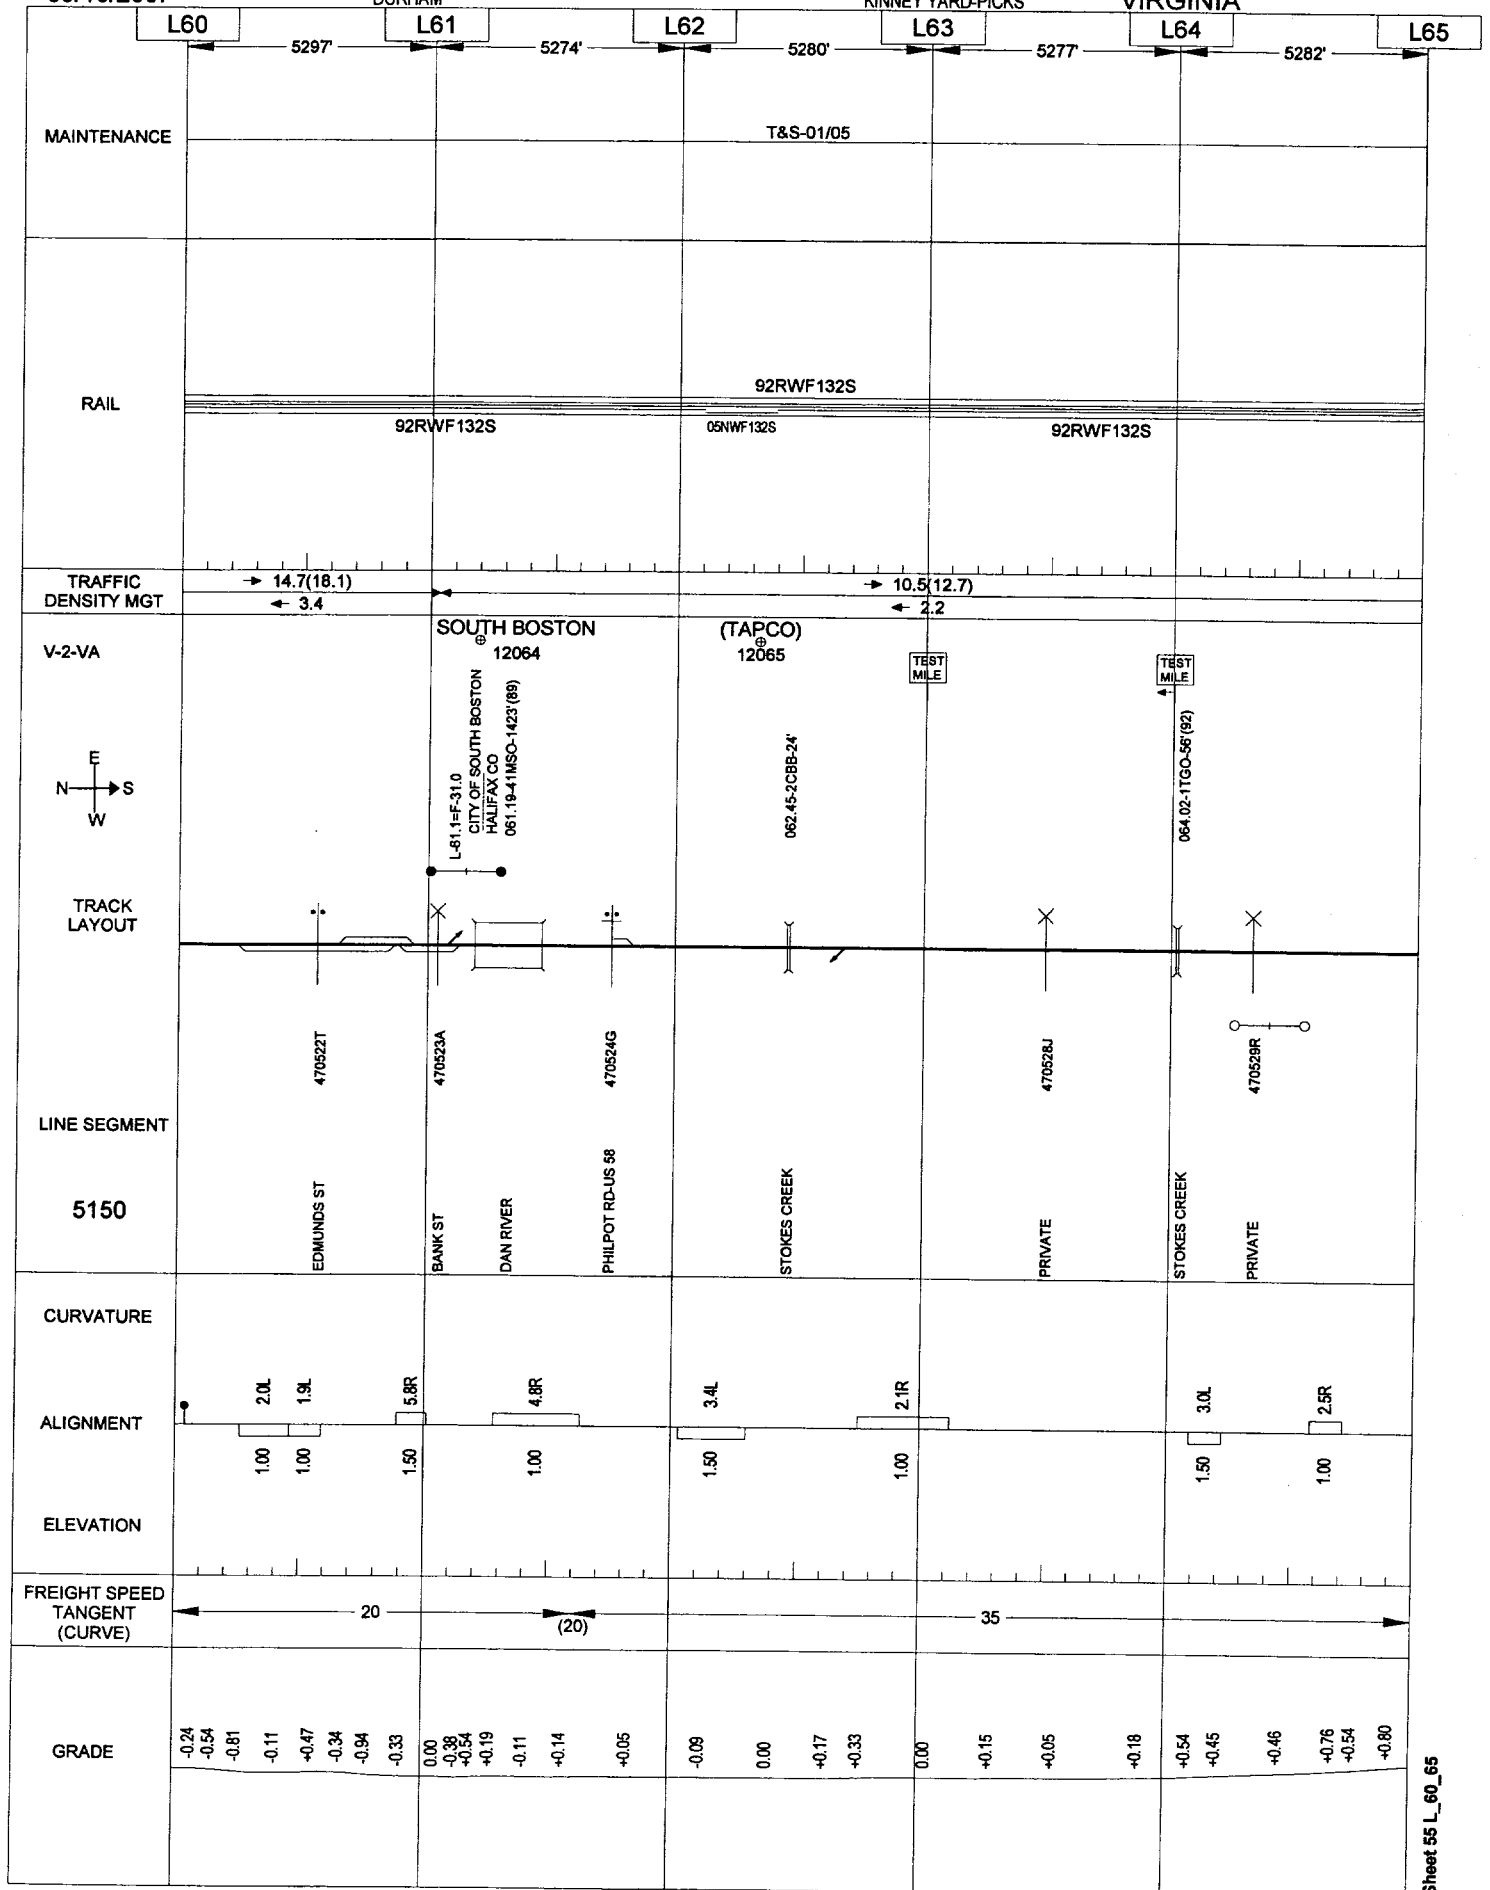 DURHAM
KINNEY YARD-PICKS
VIRGINIA
L60 L61 L62 L63 L64 L65
5297' 5274' 5280' 5277' 5282'
MAINTENANCE
T&S-01/05
RAIL
92RWF132S
92RWF132S
05NWF132S
92RWF132S
TRAFFIC
DENSITY MGT
14.7(18.1)
3.4
10.5(12.7)
2.2
V-2-VA
SOUTH BOSTON
12064
(TAPCO)
12065
TEST
MILE
TEST
MILE
E
N S
W
L-61.1=F-31.0
CITY OF SOUTH BOSTON
HALIFAX CO
061.19-41MSO-1423'(89)
062.45-2CBB-24'
064.02-1TGO-56'(92)
TRACK
LAYOUT
470522T
470523A
470524G
470528J
470529R
LINE SEGMENT
5150
EDMUNDS ST
BANK ST
DAN RIVER
PHILPOT RD-US 58
STOKES CREEK
PRIVATE
STOKES CREEK
PRIVATE
CURVATURE
2.0L 1.9L 5.8R 4.8R 3.4L 2.1R 3.0L 2.5R
ALIGNMENT
1.00 1.00 1.50 1.00 1.50 1.00 1.50 1.00
ELEVATION
FREIGHT SPEED
TANGENT
(CURVE)
20
(20)
35
GRADE
-0.24 -0.54 -0.81 -0.11 +0.47 -0.34 -0.94 -0.33 0.00 -0.38 +0.54 +0.19 -0.11 +0.14 +0.05 -0.09 0.00 +0.17 +0.33 0.00 +0.15 +0.05 +0.18 +0.54 +0.45 +0.46 +0.76 +0.54 +0.80
Sheet 55 L_60_65